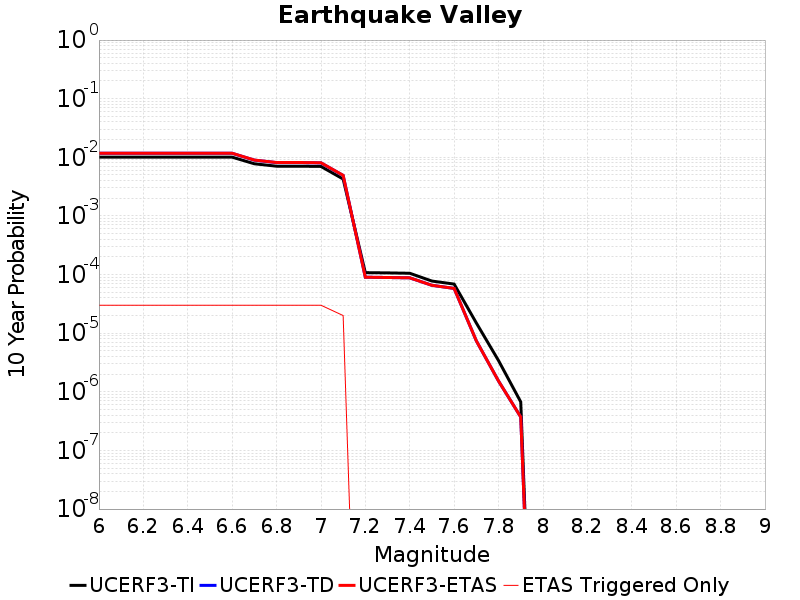 Earthquake Valley
10 Year Probability
10^0
10^-1
10^-2
10^-3
10^-4
10^-5
10^-6
10^-7
10^-8
6 6.2 6.4 6.6 6.8 7 7.2 7.4 7.6 7.8 8 8.2 8.4 8.6 8.8 9
Magnitude
UCERF3-TI UCERF3-TD UCERF3-ETAS ETAS Triggered Only